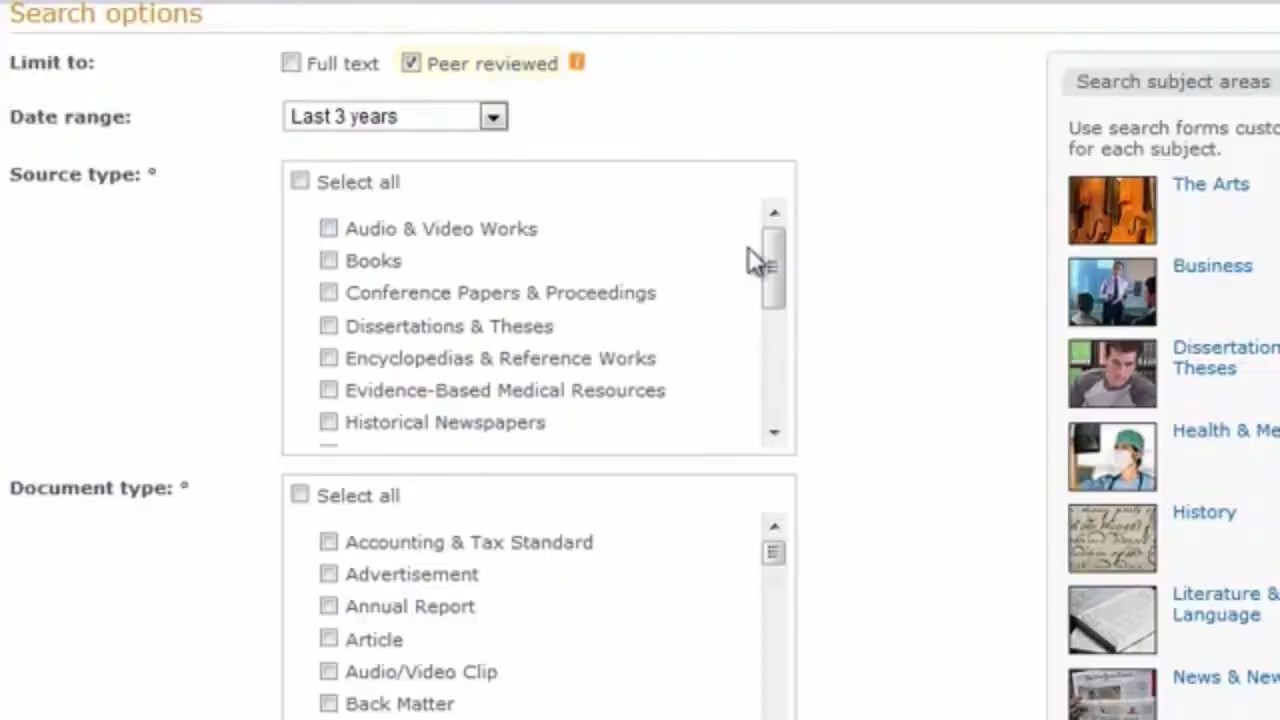 Search options
Limit to:
Full text
Peer reviewed
Date range:
Last 3 years
Source type: °
Select all
Audio & Video Works
Books
Conference Papers & Proceedings
Dissertations & Theses
Encyclopedias & Reference Works
Evidence-Based Medical Resources
Historical Newspapers
Document type: °
Select all
Accounting & Tax Standard
Advertisement
Annual Report
Article
Audio/Video Clip
Back Matter
Search subject areas
Use search forms custo
for each subject.
The Arts
Business
Dissertation
Theses
Health & Me
History
Literature &
Language
News & New